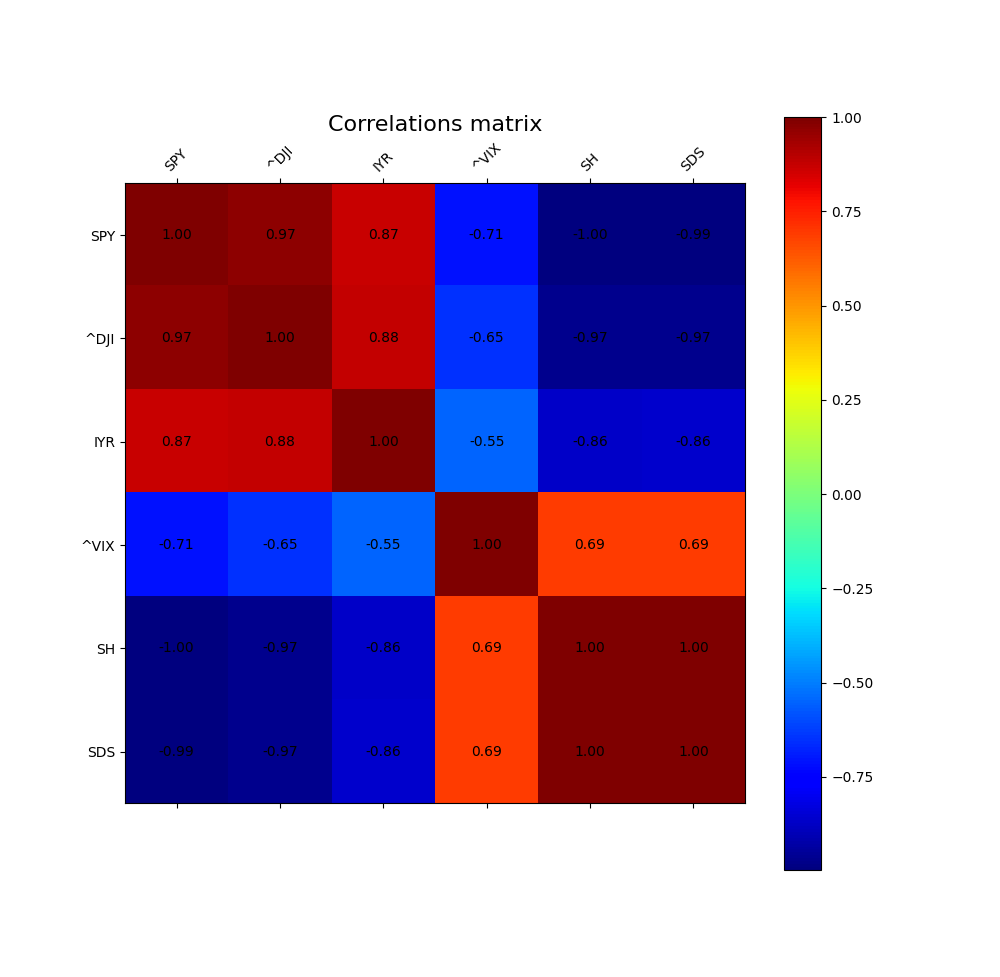 Correlations matrix
SPY ^DJI IYR ^VIX SH SDS
SPY 1.00 0.97 0.87 -0.71 -1.00 -0.99
^DJI 0.97 1.00 0.88 -0.65 -0.97 -0.97
IYR 0.87 0.88 1.00 -0.55 -0.86 -0.86
^VIX -0.71 -0.65 -0.55 1.00 0.69 0.69
SH -1.00 -0.97 -0.86 0.69 1.00 1.00
SDS -0.99 -0.97 -0.86 0.69 1.00 1.00
1.00
0.75
0.50
0.25
0.00
−0.25
−0.50
−0.75